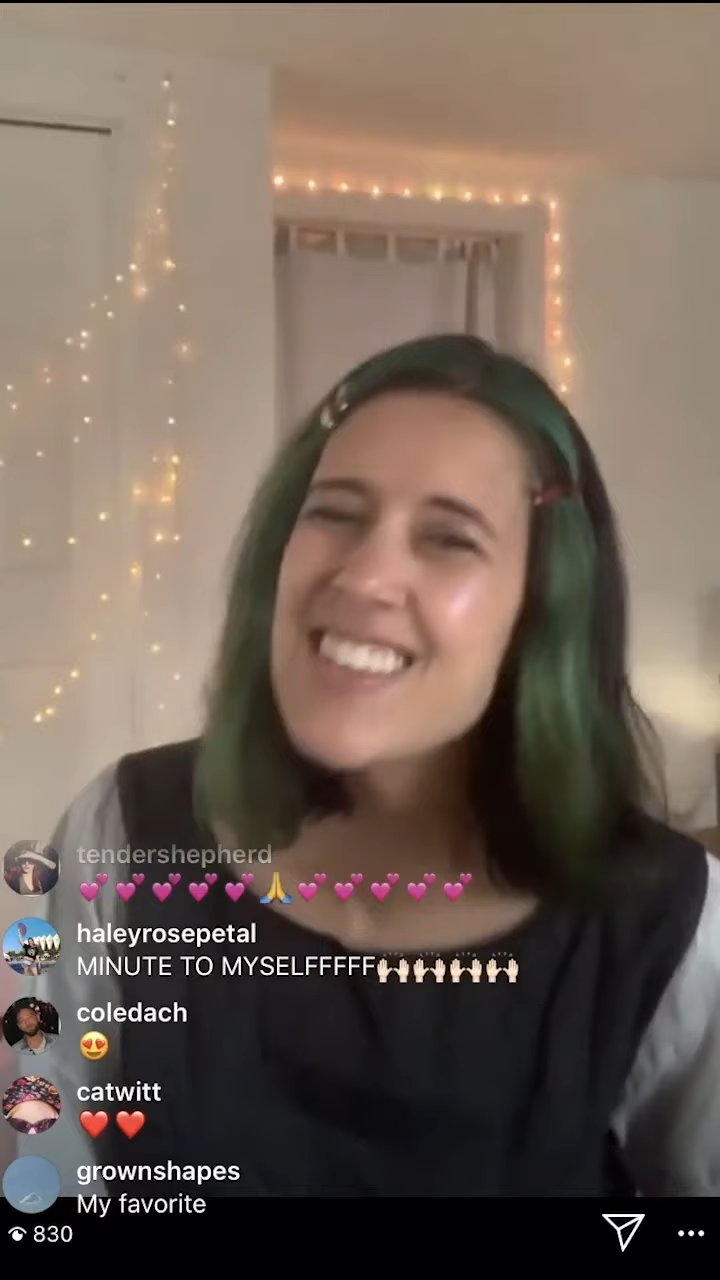 tendershepherd
💕💕💕💕💕🙏💕💕💕💕💕
haleyrosepetal
MINUTE TO MYSELFFFFF🙌🏻🙌🏻🙌🏻🙌🏻
coledach
😍
catwitt
❤️❤️
grownshapes
My favorite
830